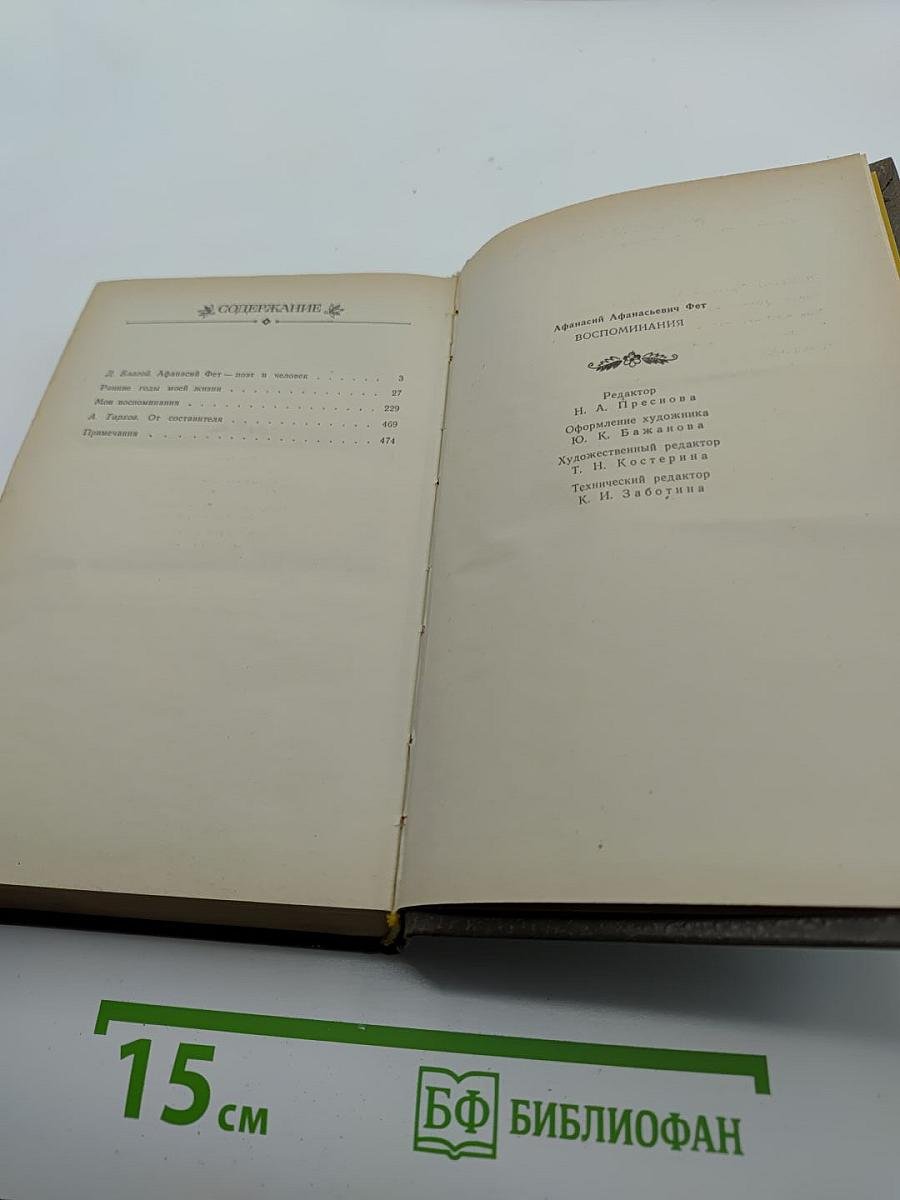 СОДЕРЖАНИЕ
Д. Благой. Афанасий Фет — поэт и человек . . . . . . 3
Ранние годы моей жизни . . . . . . . . . . . . 27
Мои воспоминания . . . . . . . . . . . . . . 229
А. Тархов. От составителя . . . . . . . . . . . 469
Примечания . . . . . . . . . . . . . . . . 474
Афанасий Афанасьевич Фет
ВОСПОМИНАНИЯ
Редактор
Н. А. Преснова
Оформление художника
Ю. К. Бажанова
Художественный редактор
Т. Н. Костерина
Технический редактор
К. И. Заботина
15 см
БФ БИБЛИОФАН